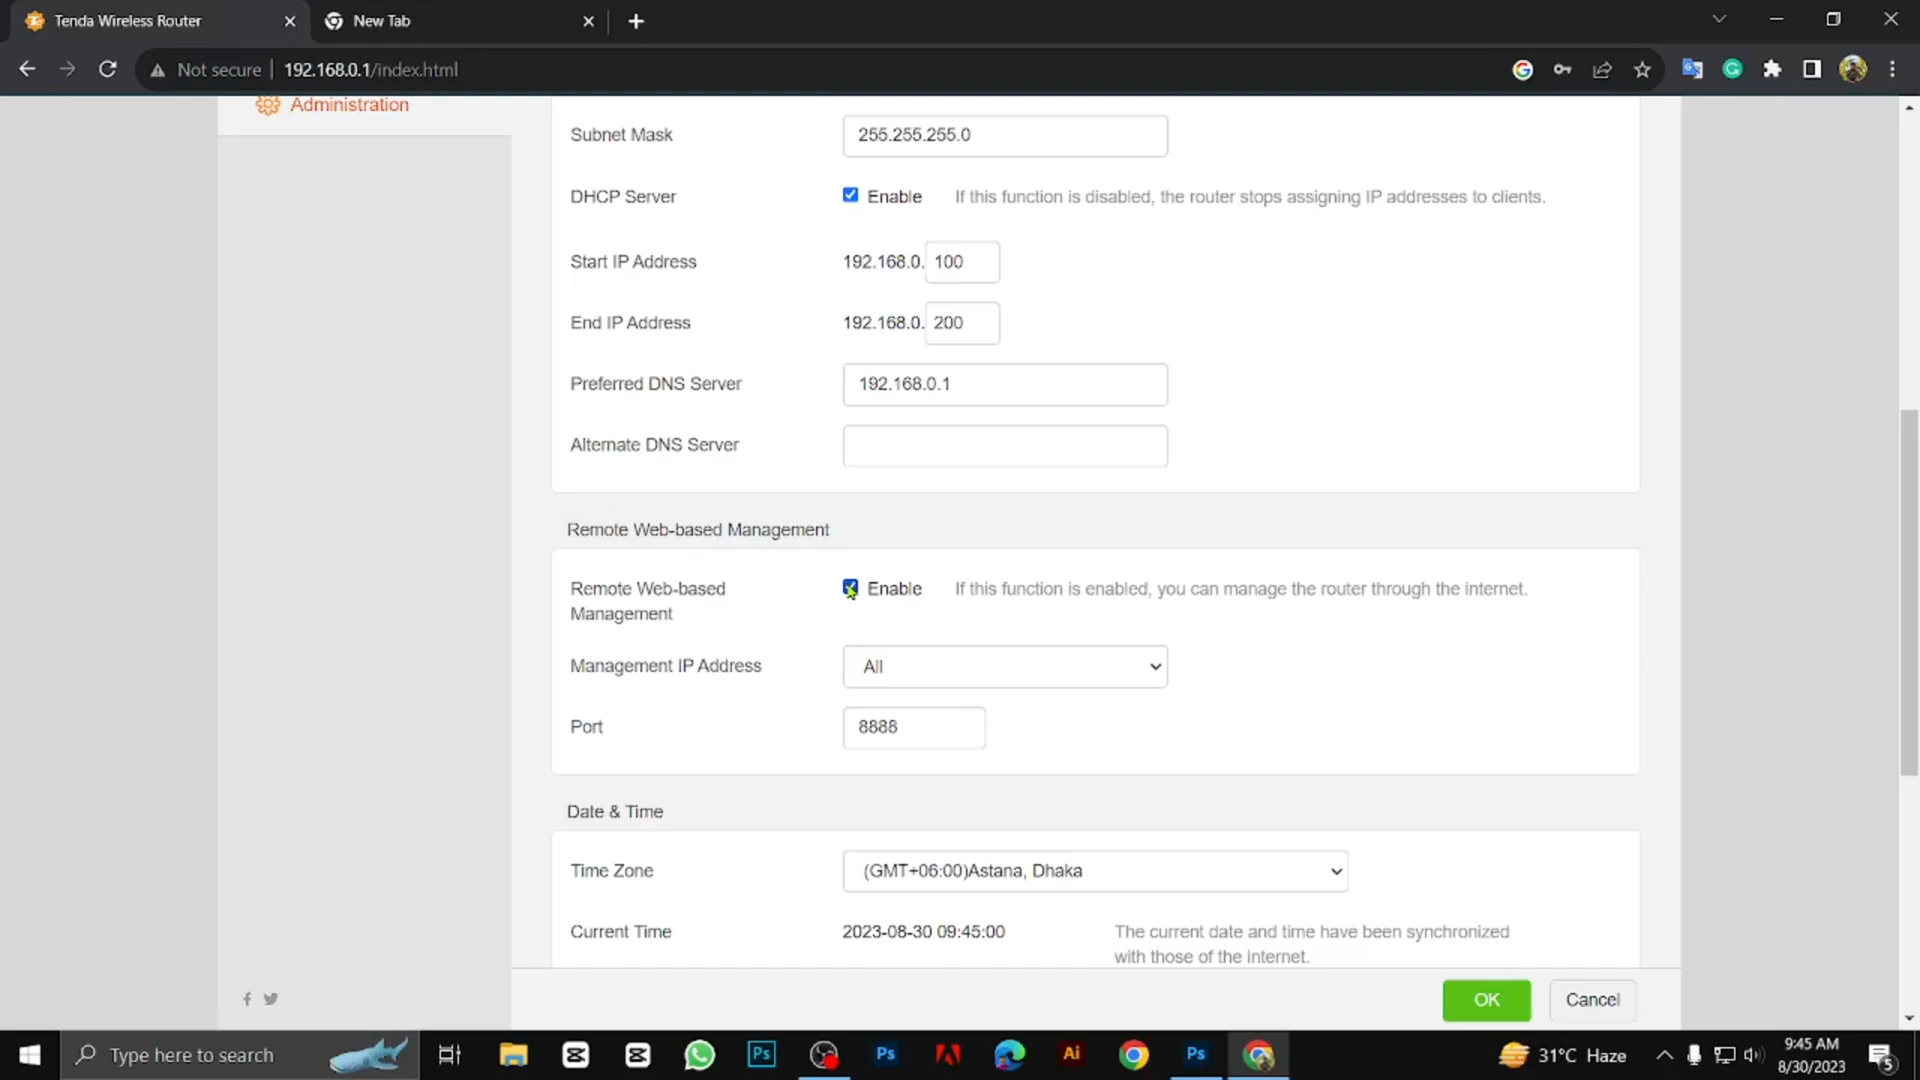 Tenda Wireless Router
New Tab
Not secure
192.168.0.1/index.html
Administration
Subnet Mask
255.255.255.0
DHCP Server
Enable
If this function is disabled, the router stops assigning IP addresses to clients.
Start IP Address
192.168.0. 100
End IP Address
192.168.0. 200
Preferred DNS Server
192.168.0.1
Alternate DNS Server
Remote Web-based Management
Remote Web-based
Management
Enable
If this function is enabled, you can manage the router through the internet.
Management IP Address
All
Port
8888
Date & Time
Time Zone
(GMT+06:00)Astana, Dhaka
Current Time
2023-08-30 09:45:00
The current date and time have been synchronized
with those of the internet.
OK
Cancel
Type here to search
Ps
Ps
Ai
Ps
31°C Haze
9:45 AM
8/30/2023
5